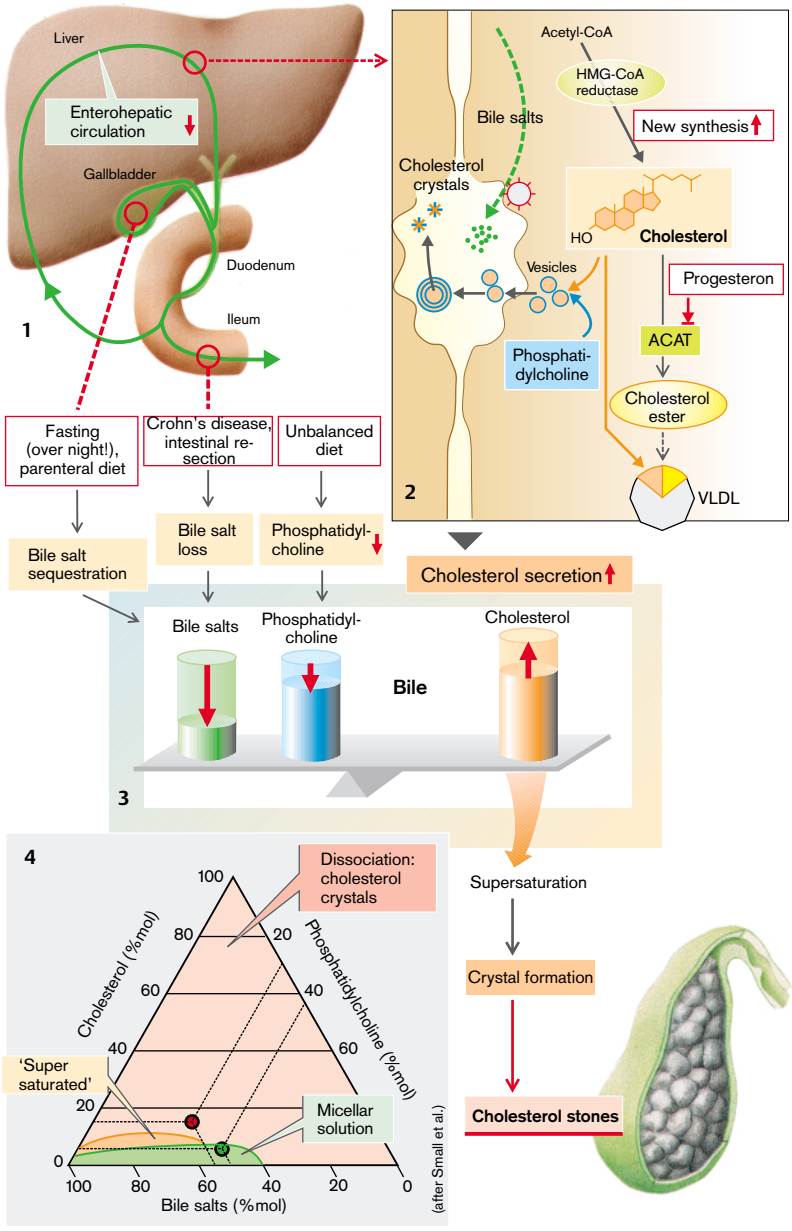 Liver
Enterohepatic
circulation
Gallbladder
Duodenum
Ileum
1
Acetyl-CoA
HMG-CoA
reductase
New synthesis
Bile salts
Cholesterol
crystals
HO
Cholesterol
Vesicles
Progesteron
Phosphati-
dylcholine
ACAT
Cholesterol
ester
VLDL
2
Fasting
(over night!),
parenteral diet
Crohn's disease,
intestinal re-
section
Unbalanced
diet
Bile salt
sequestration
Bile salt
loss
Phosphatidyl-
choline
Cholesterol secretion
Bile salts
Phosphatidyl-
choline
Cholesterol
Bile
3
4
Dissociation:
cholesterol
crystals
Cholesterol (%mol)
Phosphatidylcholine (%mol)
100
80
60
40
20
0
20
40
60
'Super
saturated'
Micellar
solution
100
80
60
40
20
0
Bile salts (%mol)
(after Small et al.)
Supersaturation
Crystal formation
Cholesterol stones